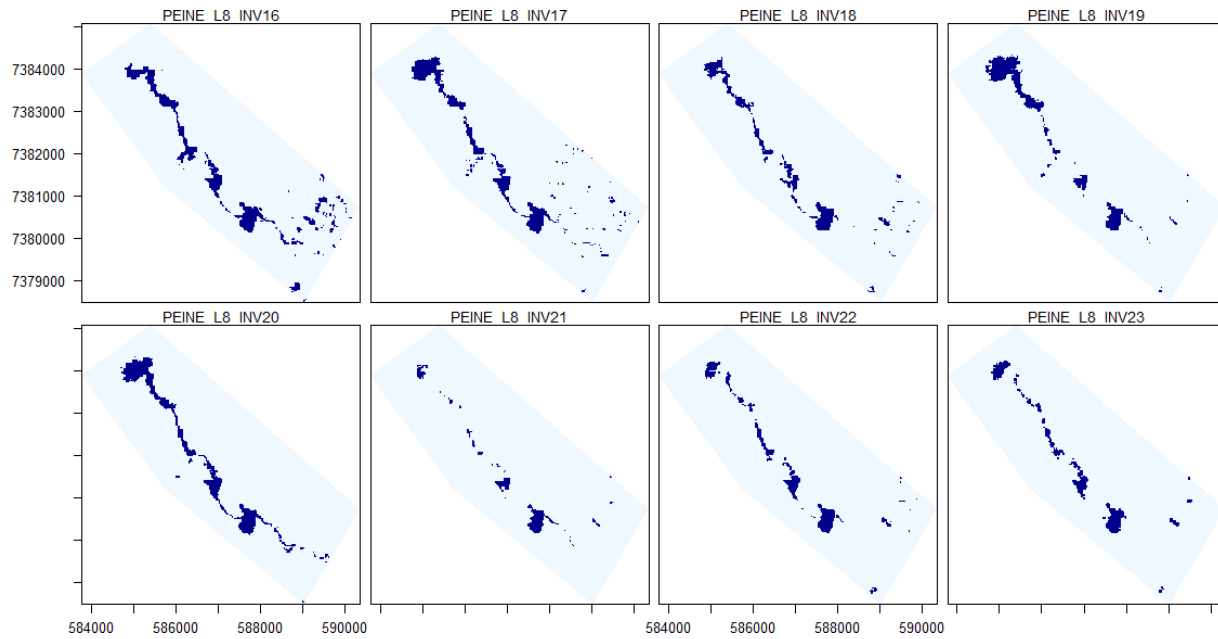 PEINE_L8_INV16
PEINE_L8_INV17
PEINE_L8_INV18
PEINE_L8_INV19
7384000
7383000
7382000
7381000
7380000
7379000
PEINE_L8_INV20
PEINE_L8_INV21
PEINE_L8_INV22
PEINE_L8_INV23
584000
586000
588000
590000
584000
586000
588000
590000